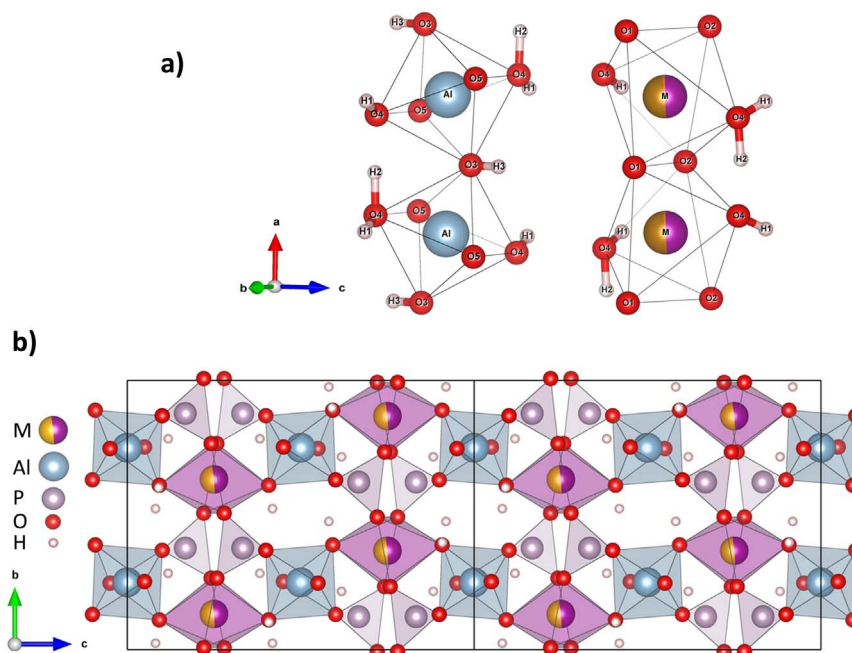 a)
H3 O3 H2 O1 O2
Al O5 O4 H1 O4 H1 M H1
H1 O4 O5 O4
O3 H3 O1 O2 H2
H2
O4 O5 O4
H1 Al H1 H1 M H1
O5 O4 O4
H3 O3 H2 O1 O2
a
b c
b)
M
Al
P
O
H
b
c